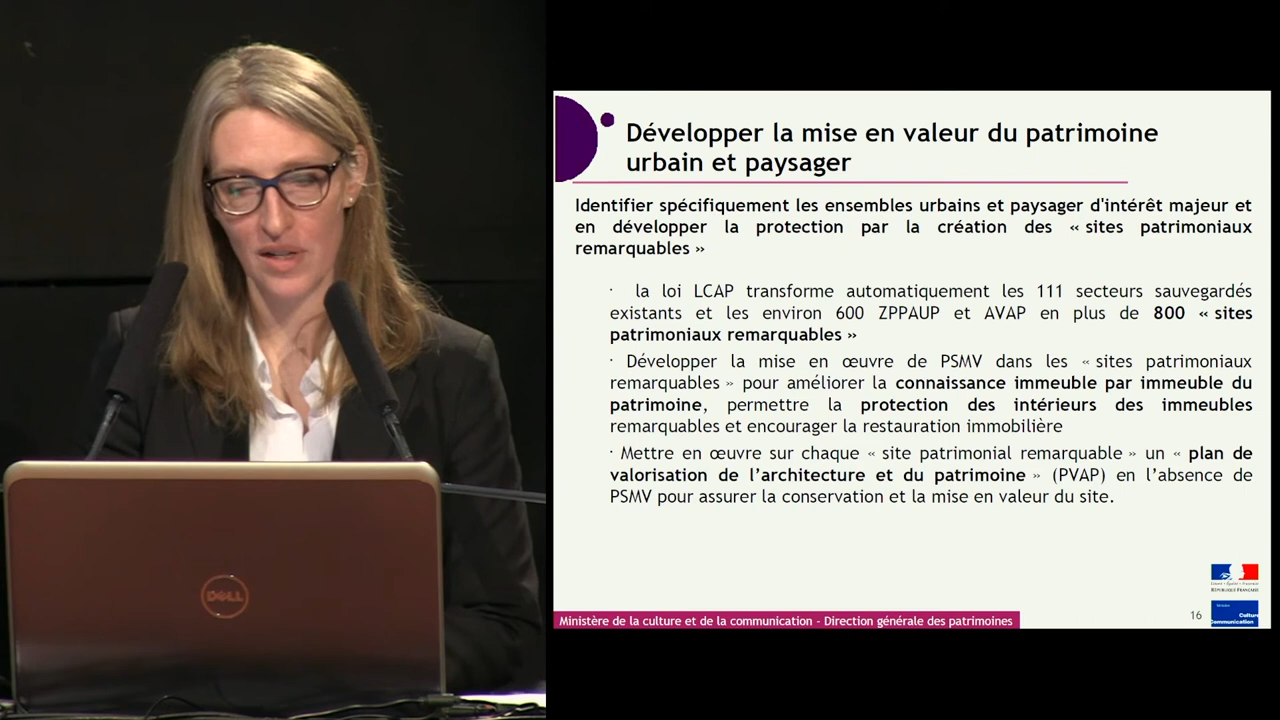 Développer la mise en valeur du patrimoine
urbain et paysager
Identifier spécifiquement les ensembles urbains et paysager d'intérêt majeur et
en développer la protection par la création des « sites patrimoniaux
remarquables »
· la loi LCAP transforme automatiquement les 111 secteurs sauvegardés
existants et les environ 600 ZPPAUP et AVAP en plus de 800 « sites
patrimoniaux remarquables »
· Développer la mise en œuvre de PSMV dans les « sites patrimoniaux
remarquables » pour améliorer la connaissance immeuble par immeuble du
patrimoine, permettre la protection des intérieurs des immeubles
remarquables et encourager la restauration immobilière
· Mettre en œuvre sur chaque « site patrimonial remarquable » un « plan de
valorisation de l’architecture et du patrimoine » (PVAP) en l’absence de
PSMV pour assurer la conservation et la mise en valeur du site.
RÉPUBLIQUE FRANÇAISE
Culture
Communication
16
Ministère de la culture et de la communication - Direction générale des patrimoines
DELL